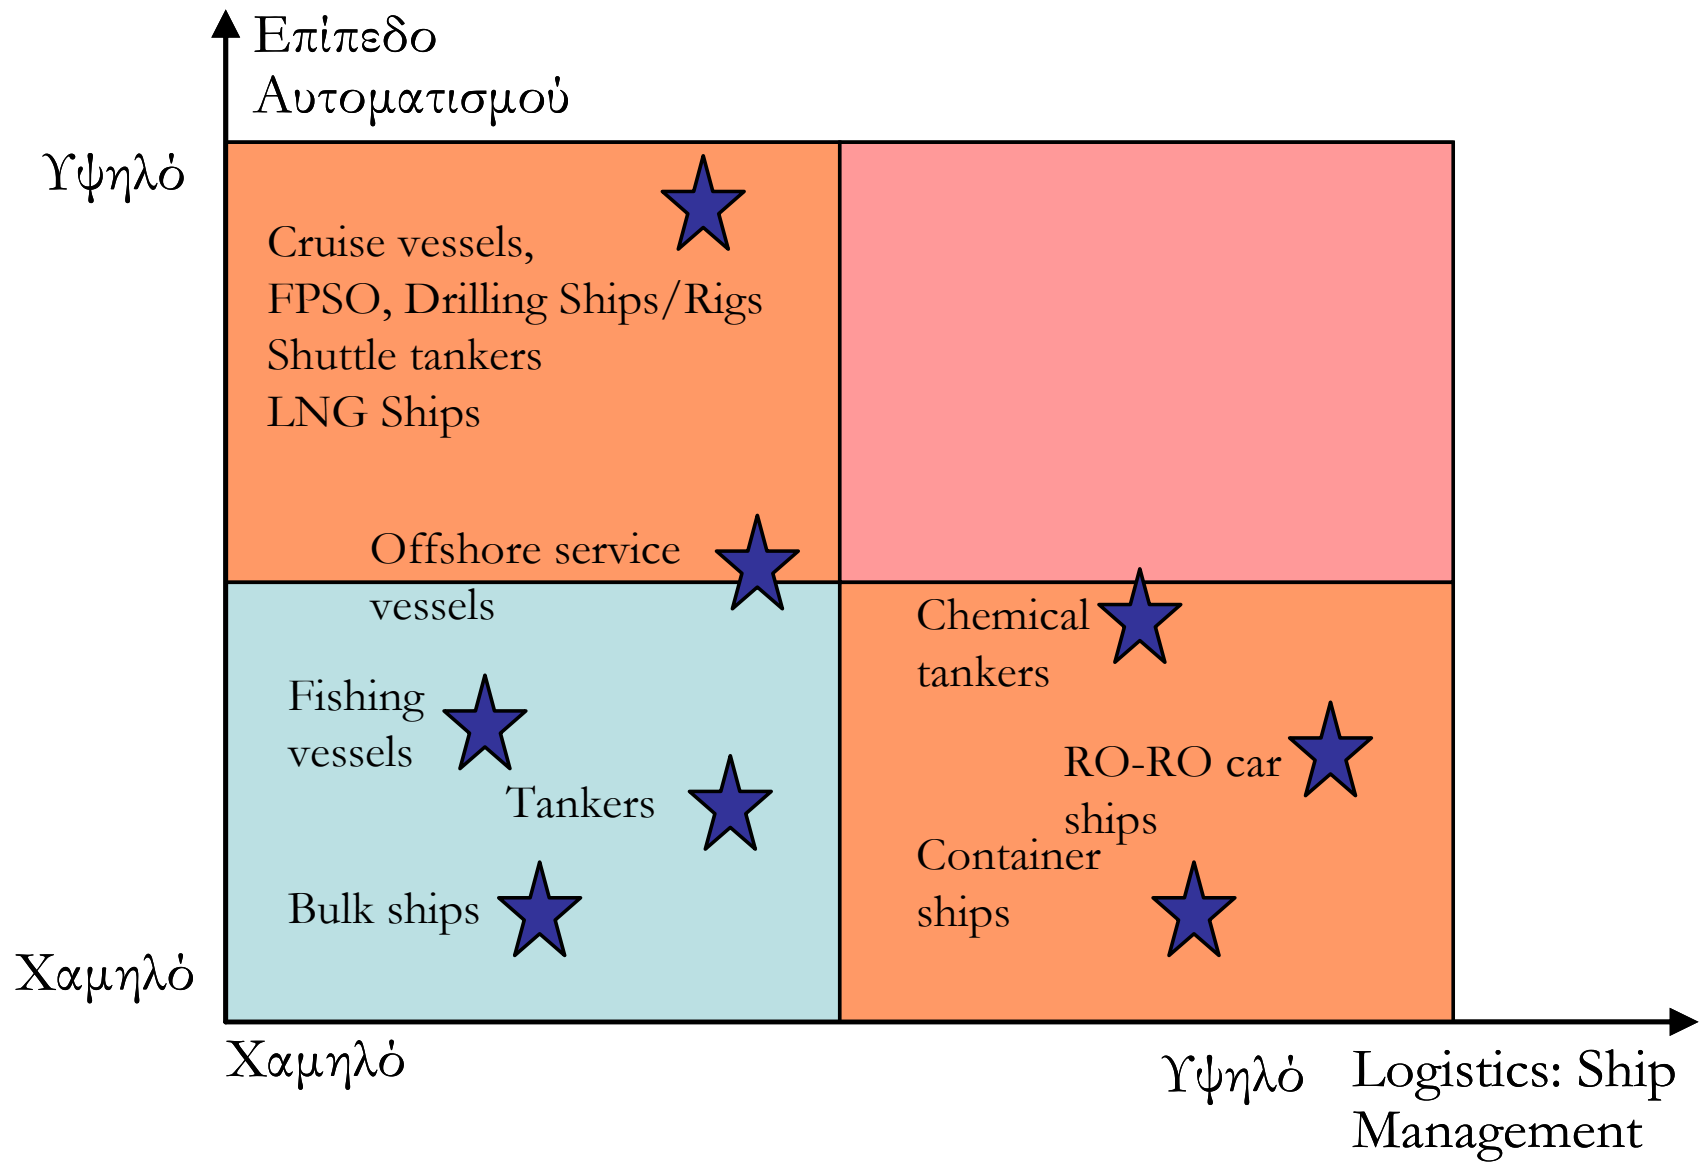 Επίπεδο
Αυτοματισμού
Υψηλό
Cruise vessels,
FPSO, Drilling Ships/Rigs
Shuttle tankers
LNG Ships
Offshore service
vessels
Chemical
tankers
Fishing
vessels
RO-RO car
ships
Tankers
Container
ships
Bulk ships
Χαμηλό
Χαμηλό
Υψηλό
Logistics: Ship
Management